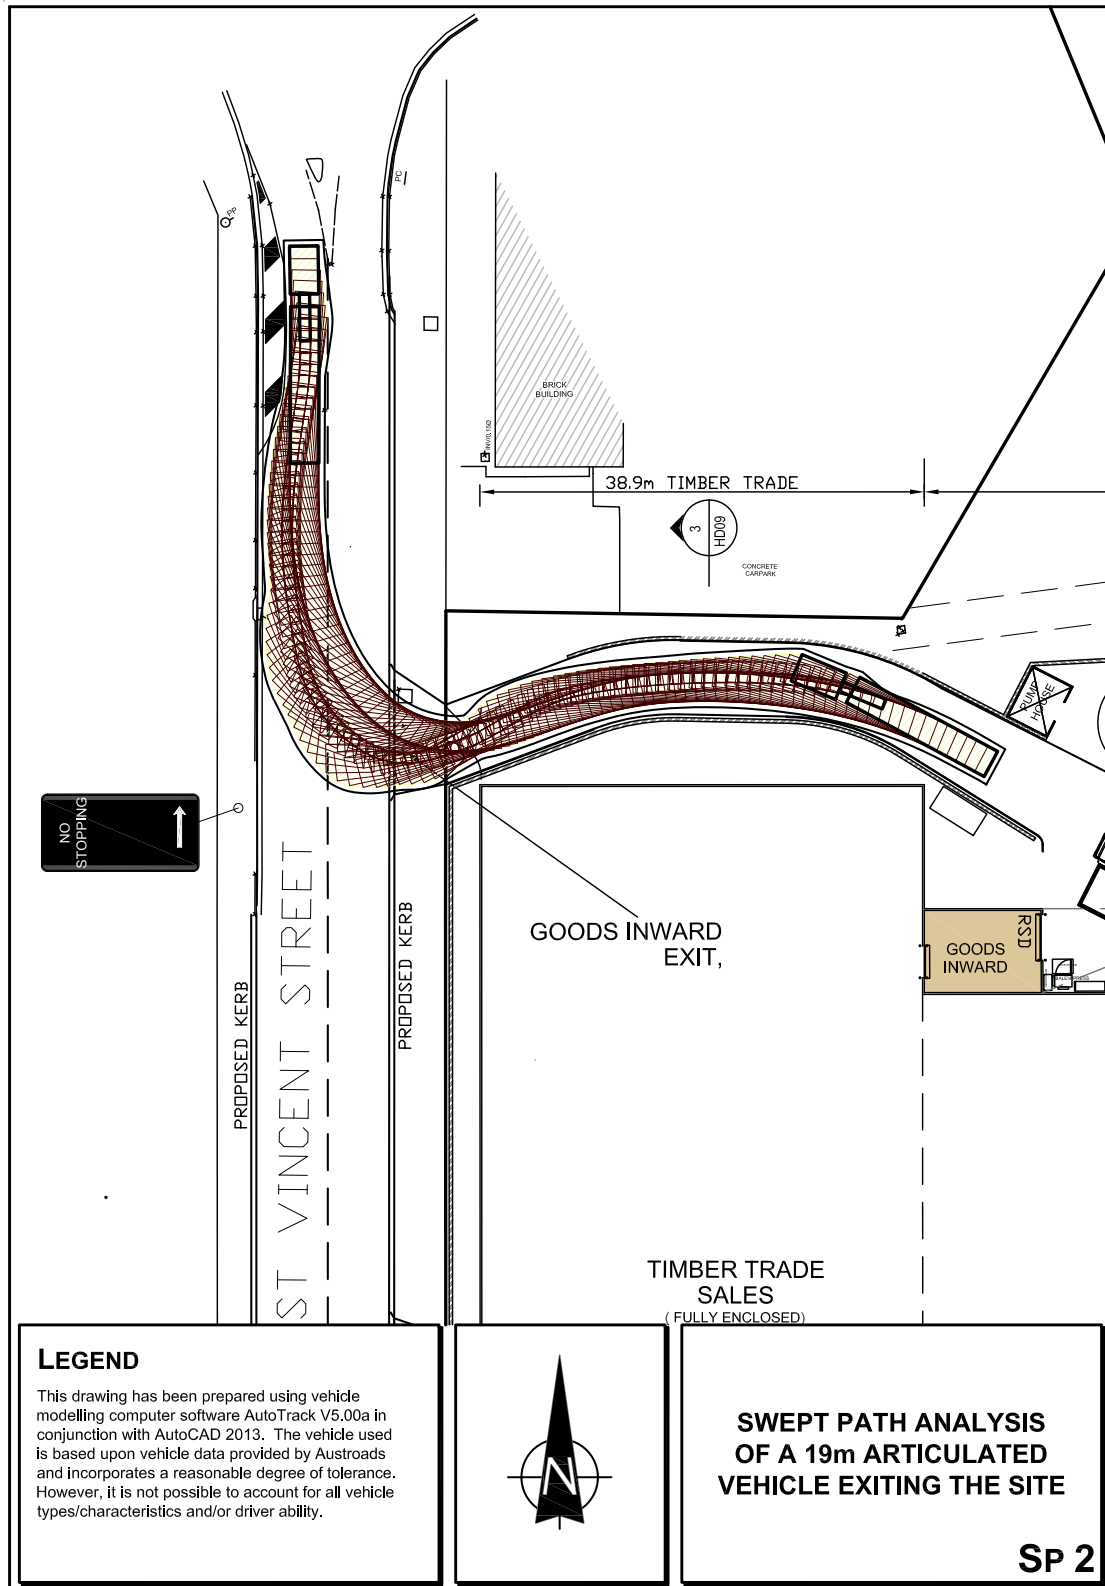 PP
PC
BRICK
BUILDING
38.9m TIMBER TRADE
3
HD09
CONCRETE
CARPARK
PUMP
HOUSE
NO
STOPPING
GOODS INWARD
EXIT,
RSD
GOODS
INWARD
PROPOSED KERB
PROPOSED KERB
ST VINCENT STREET
TIMBER TRADE
SALES
( FULLY ENCLOSED)
LEGEND
This drawing has been prepared using vehicle
modelling computer software AutoTrack V5.00a in
conjunction with AutoCAD 2013. The vehicle used
is based upon vehicle data provided by Austroads
and incorporates a reasonable degree of tolerance.
However, it is not possible to account for all vehicle
types/characteristics and/or driver ability.
N
SWEPT PATH ANALYSIS
OF A 19m ARTICULATED
VEHICLE EXITING THE SITE
SP 2